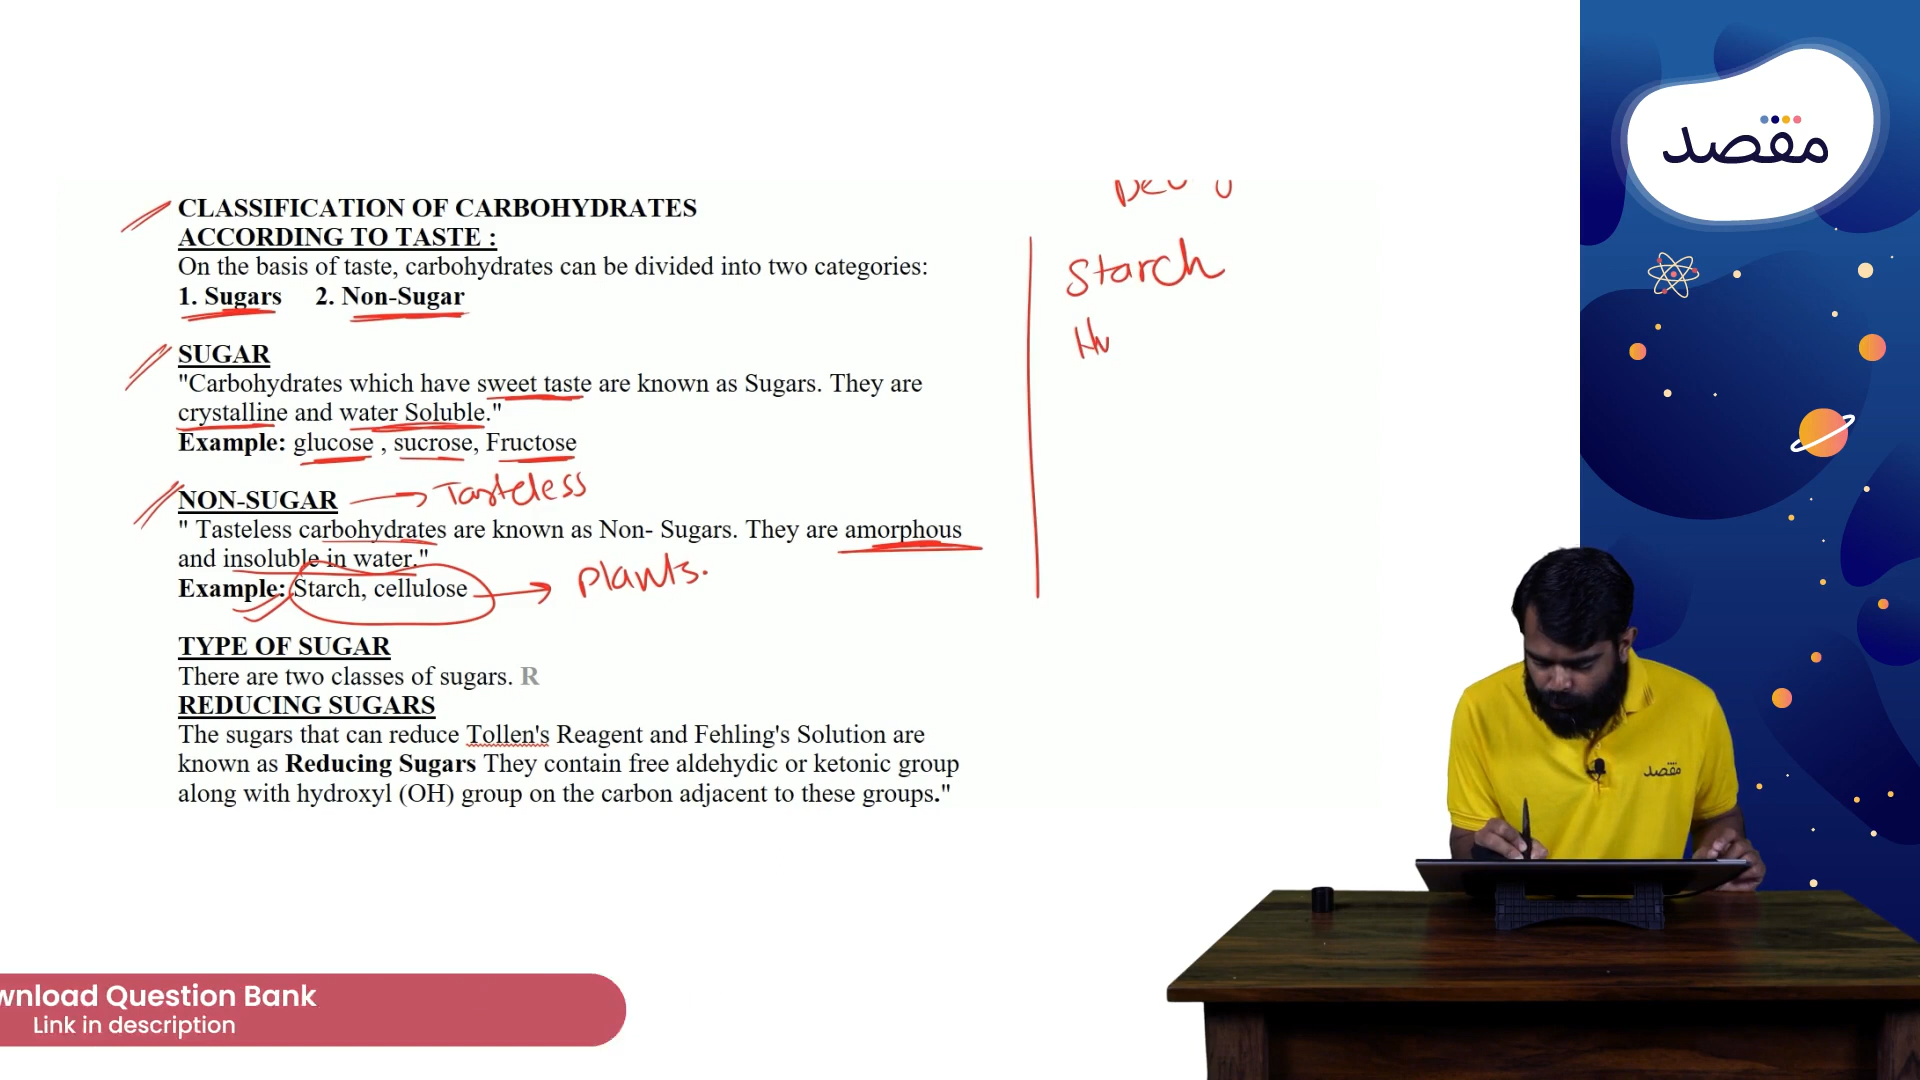 مقصد
CLASSIFICATION OF CARBOHYDRATES
ACCORDING TO TASTE :
On the basis of taste, carbohydrates can be divided into two categories:
1. Sugars 2. Non-Sugar
Starch
SUGAR
"Carbohydrates which have sweet taste are known as Sugars. They are
crystalline and water Soluble."
Example: glucose , sucrose, Fructose
NON-SUGAR Tasteless
" Tasteless carbohydrates are known as Non- Sugars. They are amorphous
and insoluble in water."
Example: Starch, cellulose plants.
TYPE OF SUGAR
There are two classes of sugars. R
REDUCING SUGARS
The sugars that can reduce Tollen's Reagent and Fehling's Solution are
known as Reducing Sugars They contain free aldehydic or ketonic group
along with hydroxyl (OH) group on the carbon adjacent to these groups."
مقصد
wnload Question Bank
Link in description